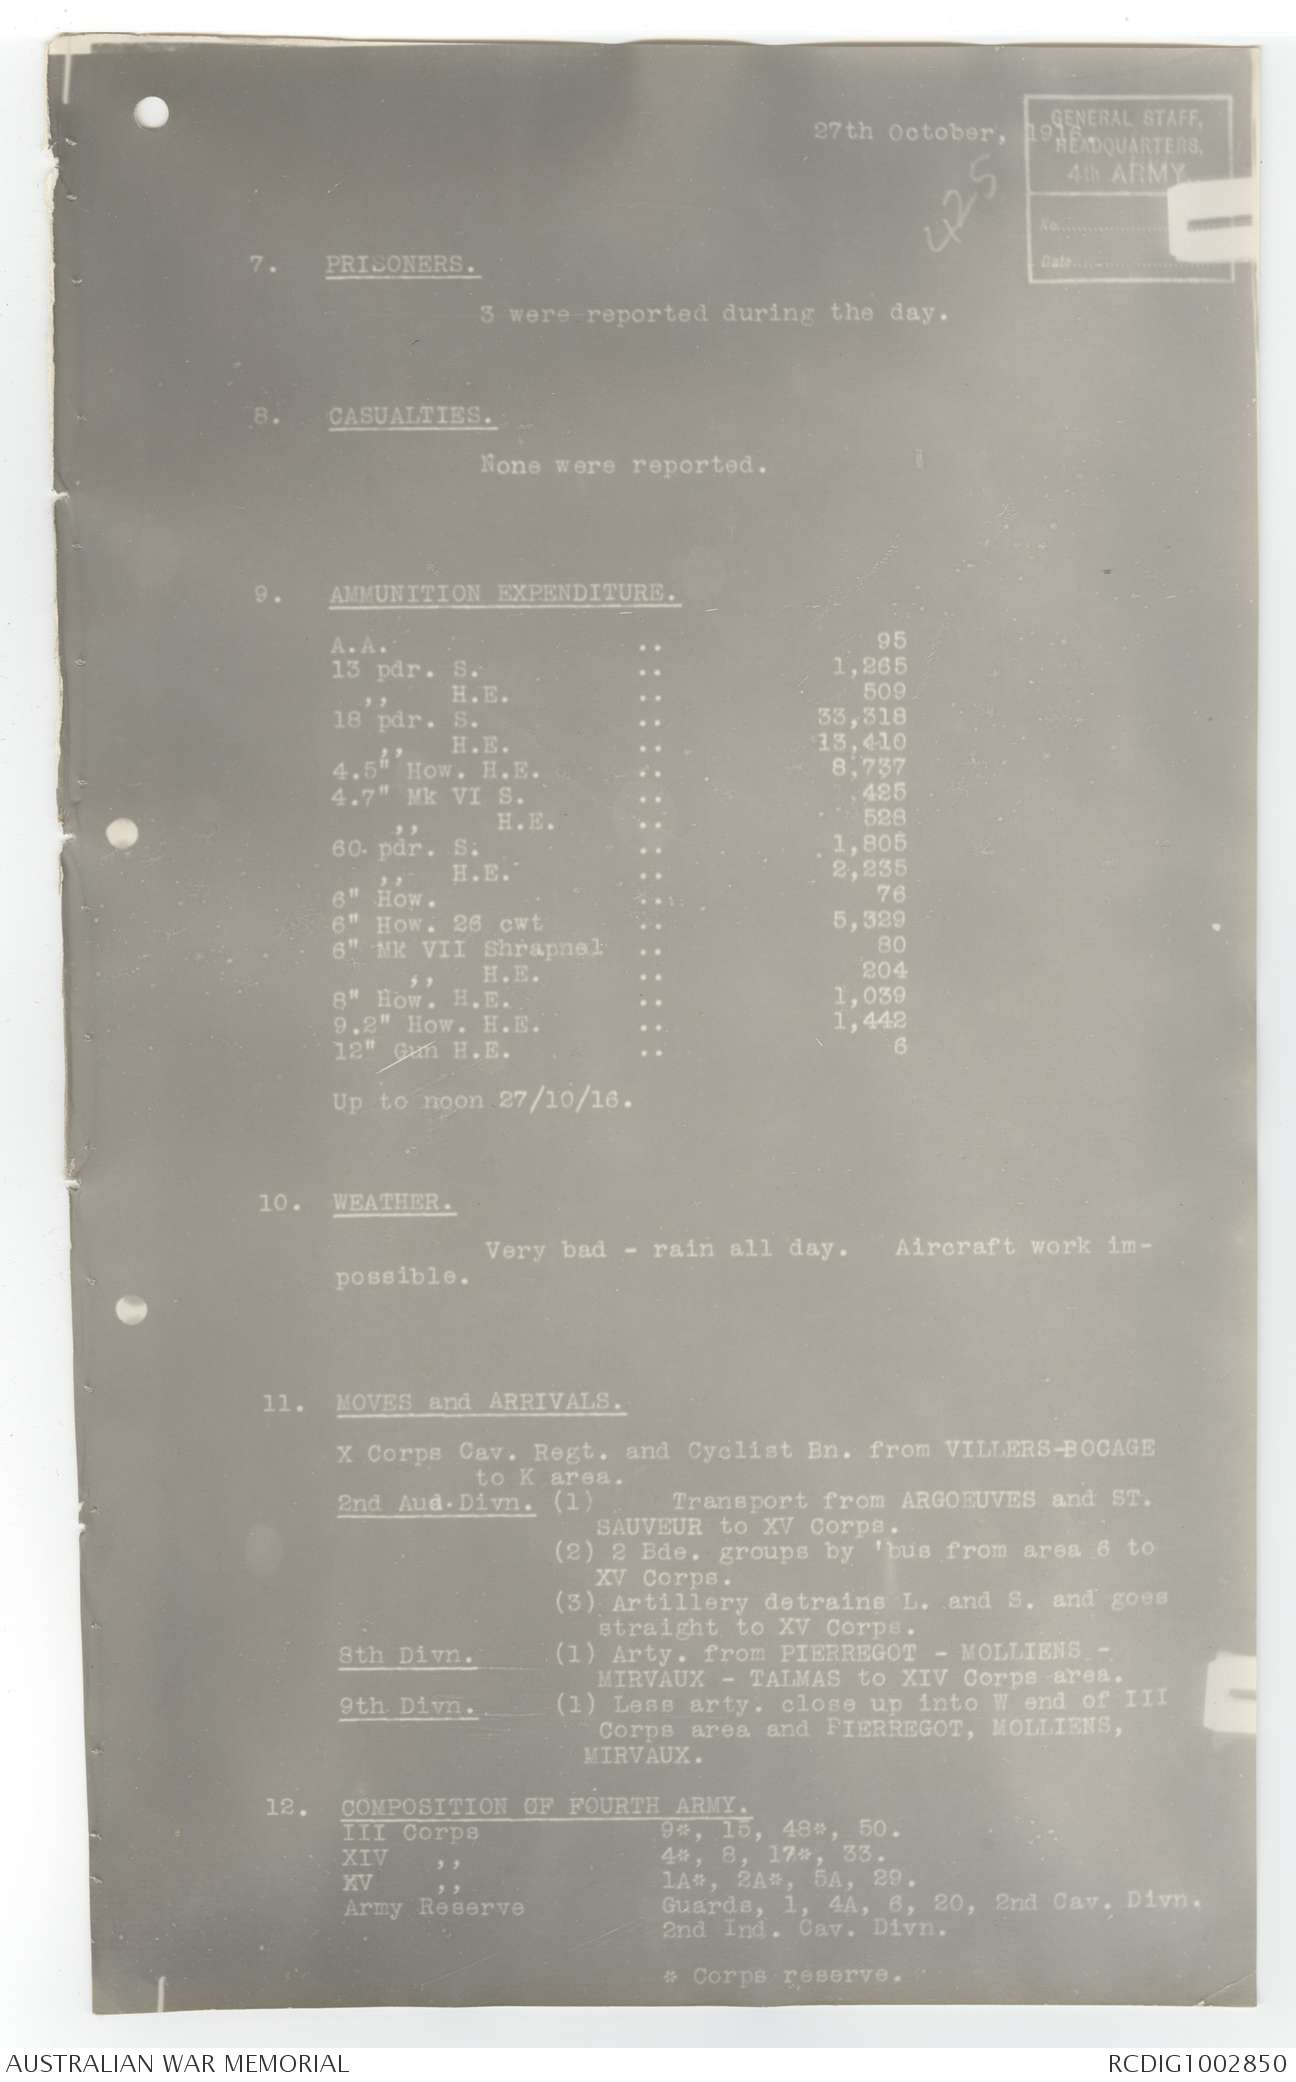 27th October, 1916.
GENERAL STAFF,
HEADQUARTERS,
4th ARMY.
No.
Date
425
7. PRISONERS.
3 were reported during the day.
8. CASUALTIES.
None were reported.
9. AMMUNITION EXPENDITURE.
A.A. .. 95
13 pdr. S. .. 1,265
,, H.E. .. 509
18 pdr. S. .. 33,318
,, H.E. .. 13,410
4.5" How. H.E. .. 8,737
4.7" Mk VI S. .. 425
,, H.E. .. 528
60 pdr. S. .. 1,805
,, H.E. .. 2,235
6" How. .. 76
6" How. 26 cwt .. 5,329
6" Mk VII Shrapnel .. 80
,, H.E. .. 204
8" How. H.E. .. 1,039
9.2" How. H.E. .. 1,442
12" Gun H.E. .. 6
Up to noon 27/10/16.
10. WEATHER.
Very bad - rain all day. Aircraft work im-
possible.
11. MOVES and ARRIVALS.
X Corps Cav. Regt. and Cyclist Bn. from VILLERS-BOCAGE
to K area.
2nd Aud.Divn. (1) Transport from ARGOEUVES and ST.
SAUVEUR to XV Corps.
(2) 2 Bde. groups by 'bus from area 6 to
XV Corps.
(3) Artillery detrains L. and S. and goes
straight to XV Corps.
8th Divn. (1) Arty. from PIERREGOT - MOLLIENS -
MIRVAUX - TALMAS to XIV Corps area.
9th Divn. (1) Less arty. close up into W end of III
Corps area and PIERREGOT, MOLLIENS,
MIRVAUX.
12. COMPOSITION OF FOURTH ARMY.
III Corps 9*, 15, 48*, 50.
XIV ,, 4*, 8, 17*, 33.
XV ,, 1A*, 2A*, 5A, 29.
Army Reserve Guards, 1, 4A, 6, 20, 2nd Cav. Divn.
2nd Ind. Cav. Divn.
* Corps reserve.
AUSTRALIAN WAR MEMORIAL
RCDIG1002850